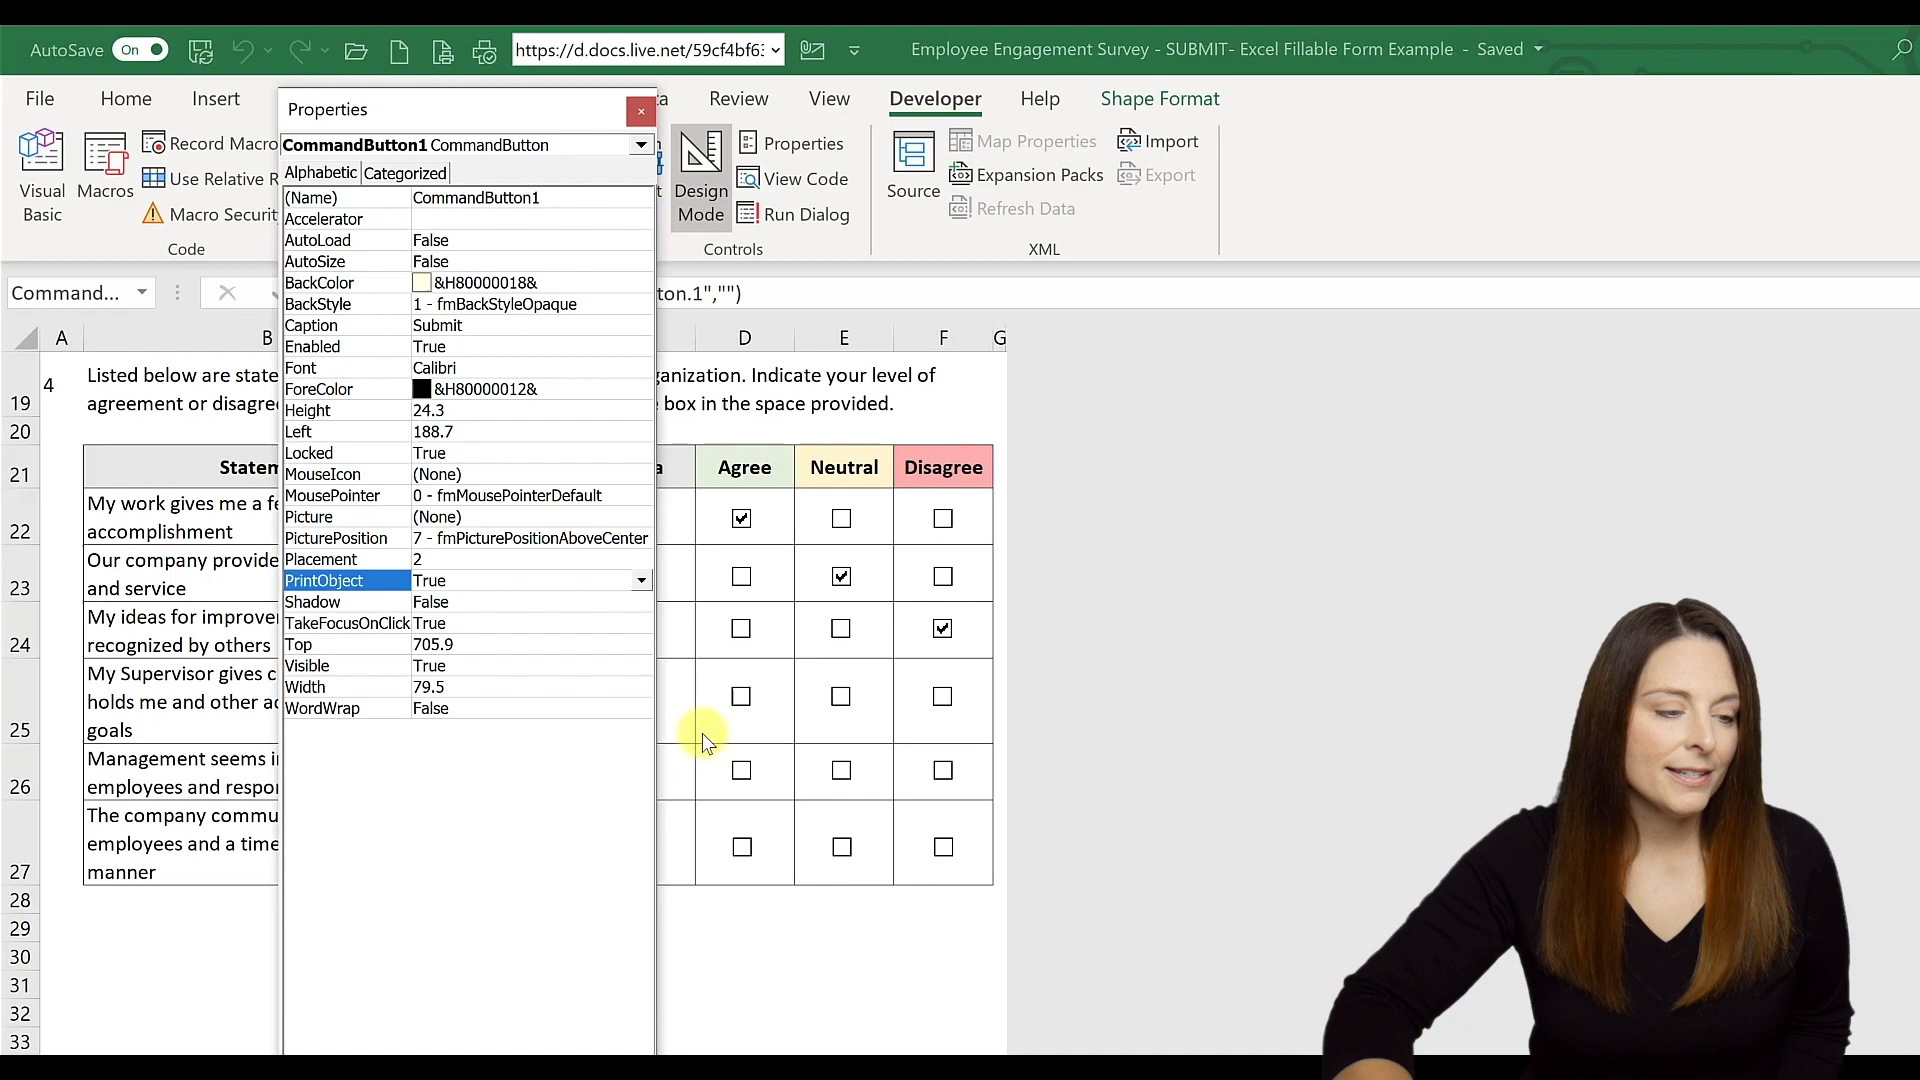 AutoSave On https://d.docs.live.net/59cf4bf6 Employee Engagement Survey - SUBMIT- Excel Fillable Form Example - Saved
File Home Insert Review View Developer Help Shape Format
Properties
CommandButton1 CommandButton
Alphabetic Categorized
(Name) CommandButton1
Accelerator
AutoLoad False
AutoSize False
BackColor &H80000018&
BackStyle 1 - fmBackStyleOpaque
Caption Submit
Enabled True
Font Calibri
ForeColor &H80000012&
Height 24.3
Left 188.7
Locked True
MouseIcon (None)
MousePointer 0 - fmMousePointerDefault
Picture (None)
PicturePosition 7 - fmPicturePositionAboveCenter
Placement 2
PrintObject True
Shadow False
TakeFocusOnClick True
Top 705.9
Visible True
Width 79.5
WordWrap False
Visual Basic
Macros
Record Macro
Use Relative R
Macro Securit
Code
Design Mode
Properties
View Code
Run Dialog
Controls
Source
Map Properties
Expansion Packs
Refresh Data
Import
Export
XML
Command... ton.1","")
A B D E F G
19 4 Listed below are state ganization. Indicate your level of
agreement or disagre box in the space provided.
20
21 Statem a Agree Neutral Disagree
22 My work gives me a fe
accomplishment
23 Our company provide
and service
24 My ideas for improve
recognized by others
25 My Supervisor gives c
holds me and other ac
goals
26 Management seems i
employees and respo
27 The company commu
employees and a time
manner
28
29
30
31
32
33